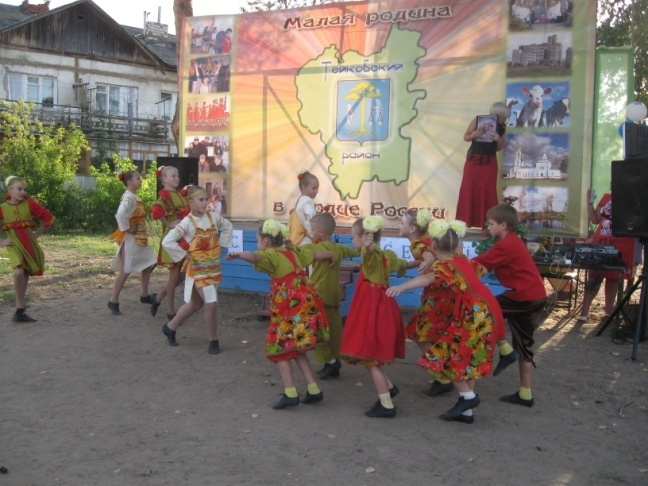 Малая родина
Тейковский
район
в сердце России